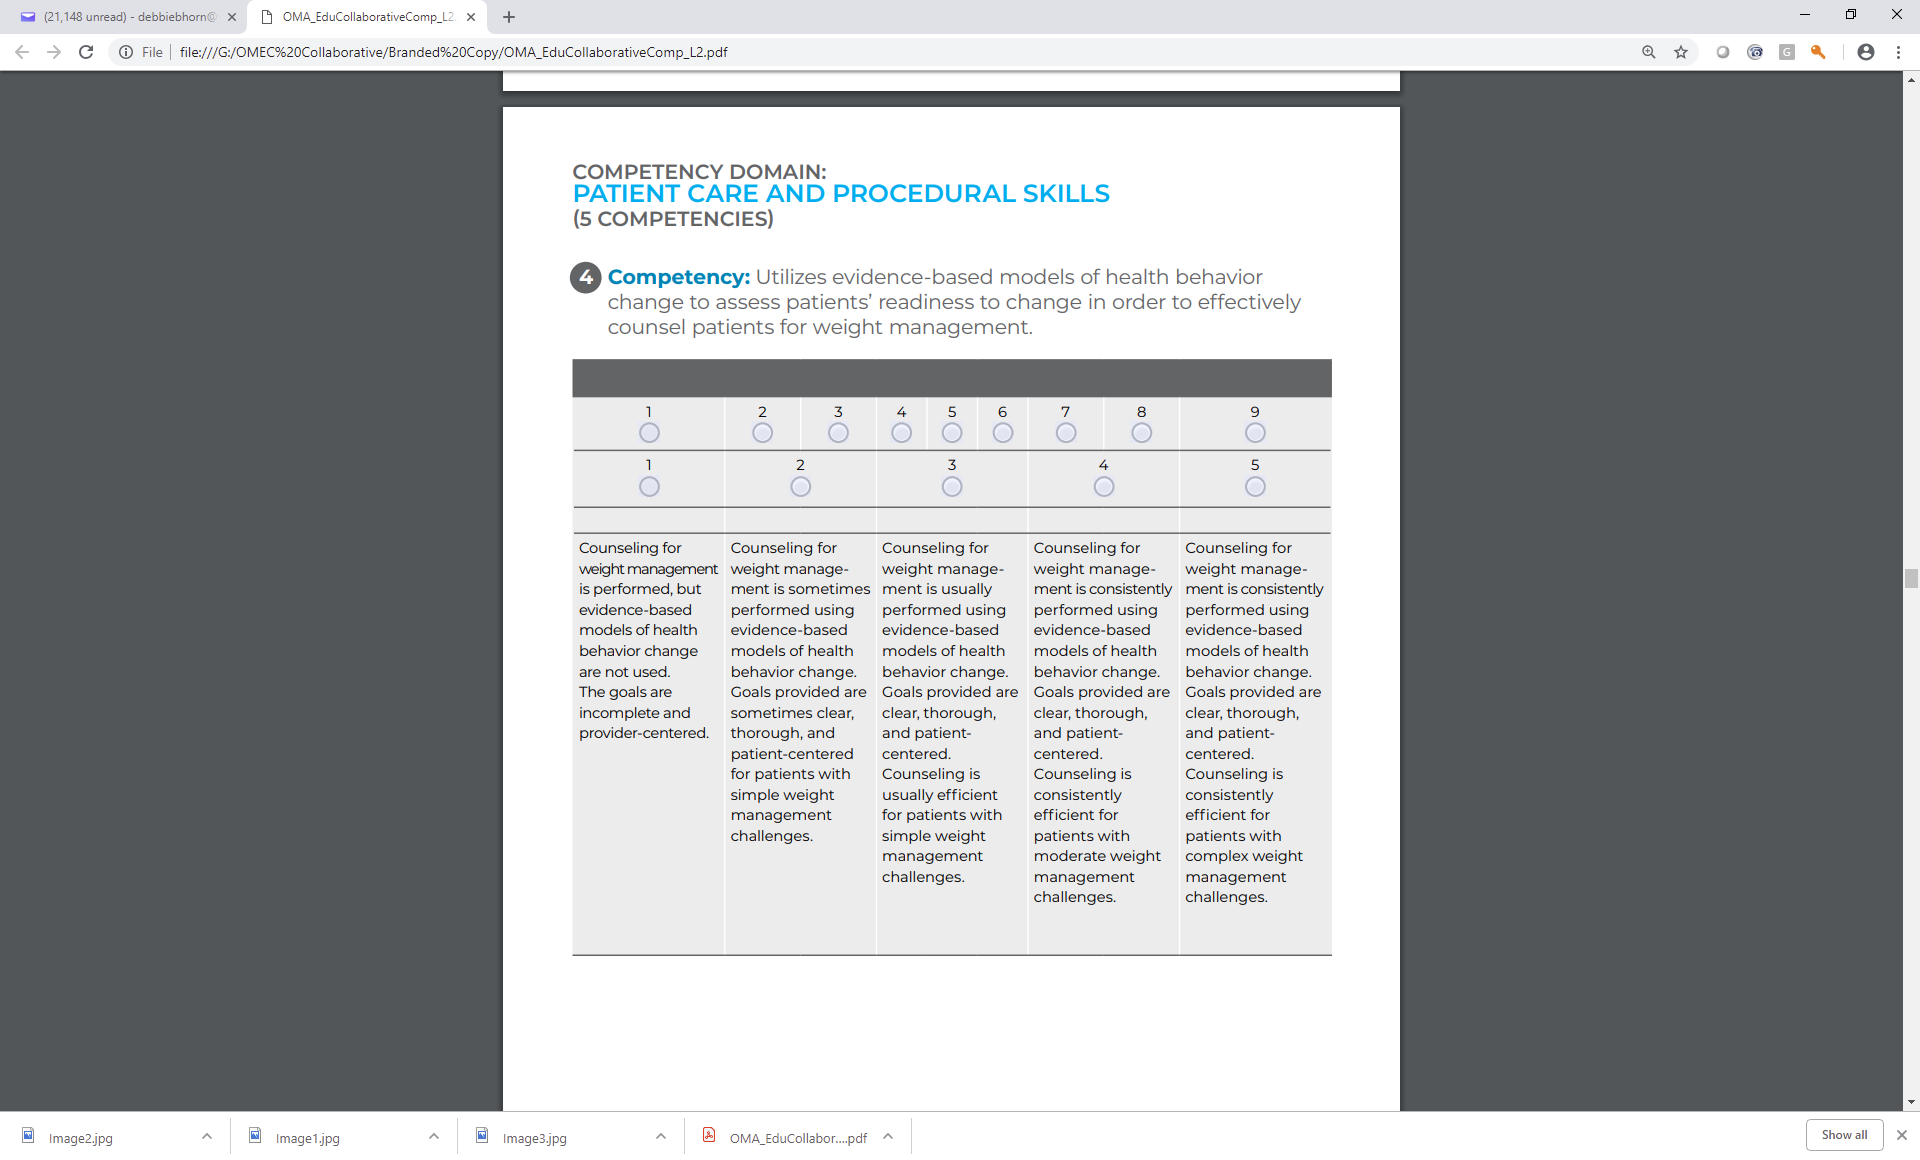 (21,148 unread) - debbiebhorn@
OMA_EduCollaborativeComp_L2.
File
file:///G:/OMEC%20Collaborative/Branded%20Copy/OMA_EduCollaborativeComp_L2.pdf
G
COMPETENCY DOMAIN:
PATIENT CARE AND PROCEDURAL SKILLS
(5 COMPETENCIES)
4 Competency: Utilizes evidence-based models of health behavior
change to assess patients' readiness to change in order to effectively
counsel patients for weight management.
1 2 3 4 5 6 7 8 9
1 2 3 4 5
Counseling for
weight management
is performed, but
evidence-based
models of health
behavior change
are not used.
The goals are
incomplete and
provider-centered.
Counseling for
weight manage-
ment is sometimes
performed using
evidence-based
models of health
behavior change.
Goals provided are
sometimes clear,
thorough, and
patient-centered
for patients with
simple weight
management
challenges.
Counseling for
weight manage-
ment is usually
performed using
evidence-based
models of health
behavior change.
Goals provided are
clear, thorough,
and patient-
centered.
Counseling is
usually efficient
for patients with
simple weight
management
challenges.
Counseling for
weight manage-
ment is consistently
performed using
evidence-based
models of health
behavior change.
Goals provided are
clear, thorough,
and patient-
centered.
Counseling is
consistently
efficient for
patients with
moderate weight
management
challenges.
Counseling for
weight manage-
ment is consistently
performed using
evidence-based
models of health
behavior change.
Goals provided are
clear, thorough,
and patient-
centered.
Counseling is
consistently
efficient for
patients with
complex weight
management
challenges.
Image2.jpg
Image1.jpg
Image3.jpg
OMA_EduCollabor....pdf
Show all